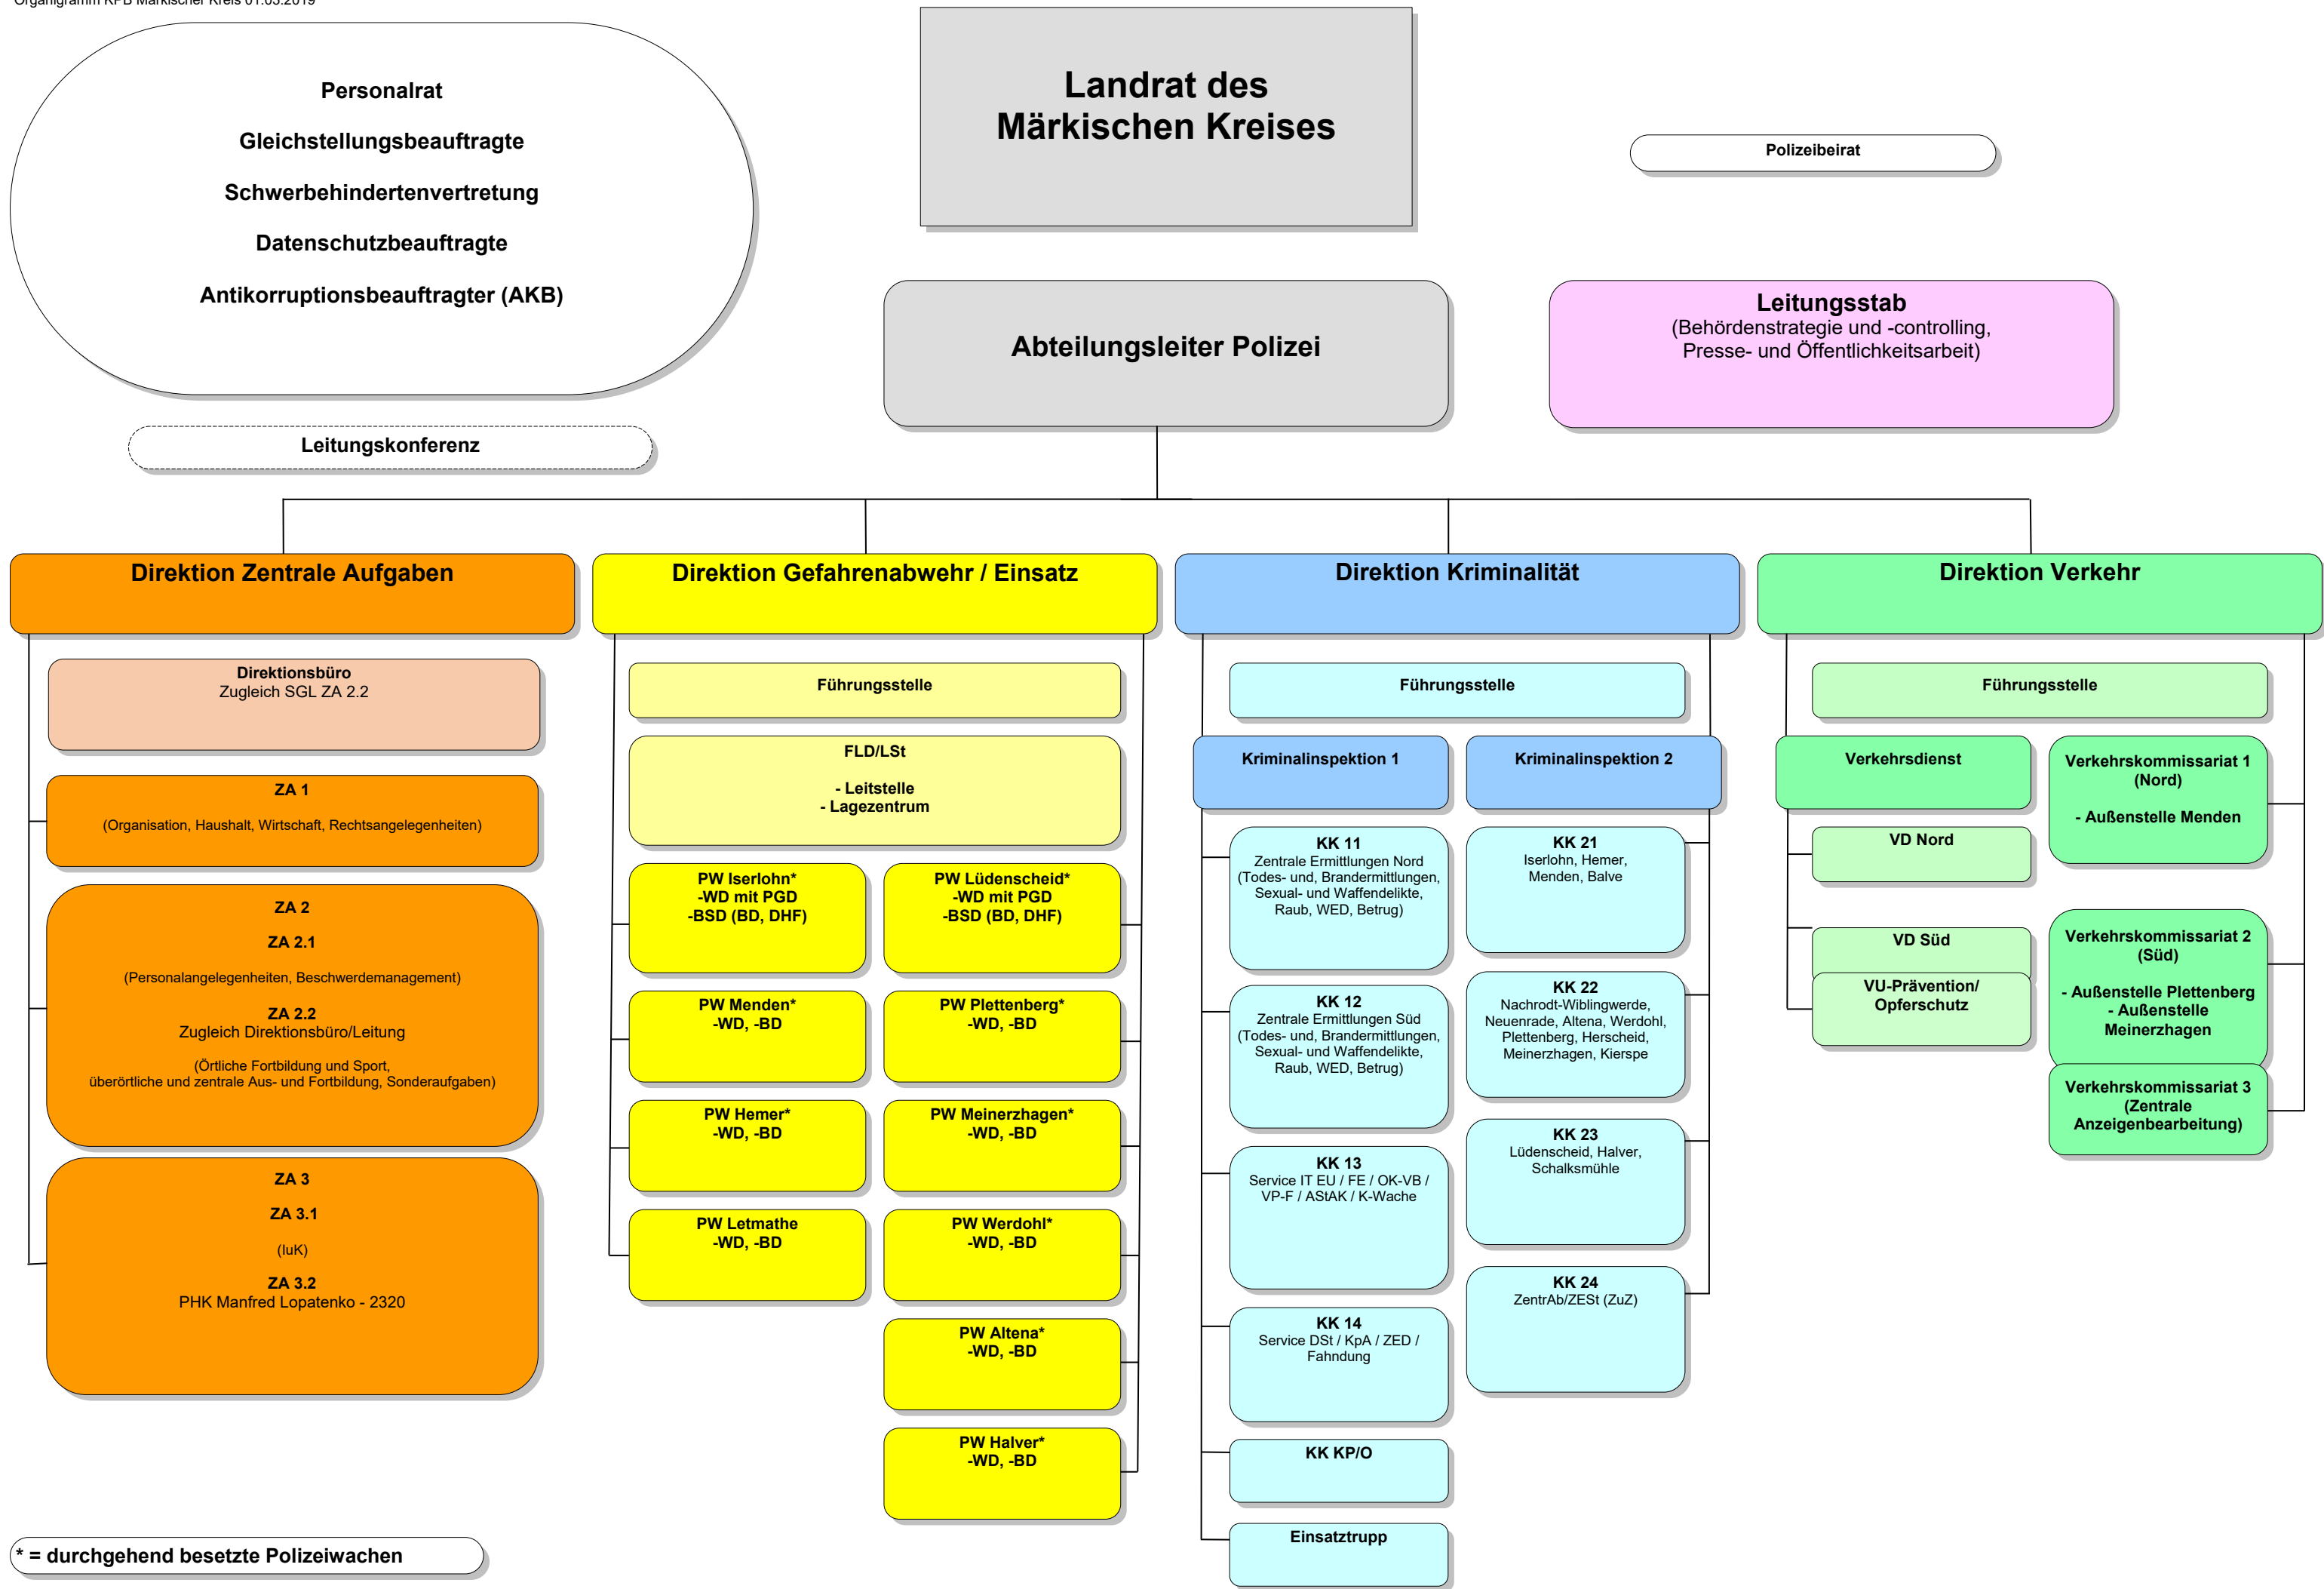 Organigramm KPB Märkischer Kreis 01.03.2019
Personalrat
Gleichstellungsbeauftragte
Schwerbehindertenvertretung
Datenschutzbeauftragte
Antikorruptionsbeauftragter (AKB)
Landrat des
Märkischen Kreises
Polizeibeirat
Abteilungsleiter Polizei
Leitungsstab
(Behördenstrategie und -controlling,
Presse- und Öffentlichkeitsarbeit)
Leitungskonferenz
Direktion Zentrale Aufgaben
Direktionsbüro
Zugleich SGL ZA 2.2
ZA 1
(Organisation, Haushalt, Wirtschaft, Rechtsangelegenheiten)
ZA 2
ZA 2.1
(Personalangelegenheiten, Beschwerdemanagement)
ZA 2.2
Zugleich Direktionsbüro/Leitung
(Örtliche Fortbildung und Sport,
überörtliche und zentrale Aus- und Fortbildung, Sonderaufgaben)
ZA 3
ZA 3.1
(IuK)
ZA 3.2
PHK Manfred Lopatenko - 2320
Direktion Gefahrenabwehr / Einsatz
Führungsstelle
FLD/LSt
- Leitstelle
- Lagezentrum
PW Iserlohn*
-WD mit PGD
-BSD (BD, DHF)
PW Menden*
-WD, -BD
PW Hemer*
-WD, -BD
PW Letmathe
-WD, -BD
PW Lüdenscheid*
-WD mit PGD
-BSD (BD, DHF)
PW Plettenberg*
-WD, -BD
PW Meinerzhagen*
-WD, -BD
PW Werdohl*
-WD, -BD
PW Altena*
-WD, -BD
PW Halver*
-WD, -BD
Direktion Kriminalität
Führungsstelle
Kriminalinspektion 1
KK 11
Zentrale Ermittlungen Nord
(Todes- und, Brandermittlungen,
Sexual- und Waffendelikte,
Raub, WED, Betrug)
KK 12
Zentrale Ermittlungen Süd
(Todes- und, Brandermittlungen,
Sexual- und Waffendelikte,
Raub, WED, Betrug)
KK 13
Service IT EU / FE / OK-VB /
VP-F / AStAK / K-Wache
KK 14
Service DSt / KpA / ZED /
Fahndung
KK KP/O
Einsatztrupp
Kriminalinspektion 2
KK 21
Iserlohn, Hemer,
Menden, Balve
KK 22
Nachrodt-Wiblingwerde,
Neuenrade, Altena, Werdohl,
Plettenberg, Herscheid,
Meinerzhagen, Kierspe
KK 23
Lüdenscheid, Halver,
Schalksmühle
KK 24
ZentrAb/ZESt (ZuZ)
Direktion Verkehr
Führungsstelle
Verkehrsdienst
VD Nord
VD Süd
VU-Prävention/
Opferschutz
Verkehrskommissariat 1
(Nord)
- Außenstelle Menden
Verkehrskommissariat 2
(Süd)
- Außenstelle Plettenberg
- Außenstelle
Meinerzhagen
Verkehrskommissariat 3
(Zentrale
Anzeigenbearbeitung)
* = durchgehend besetzte Polizeiwachen